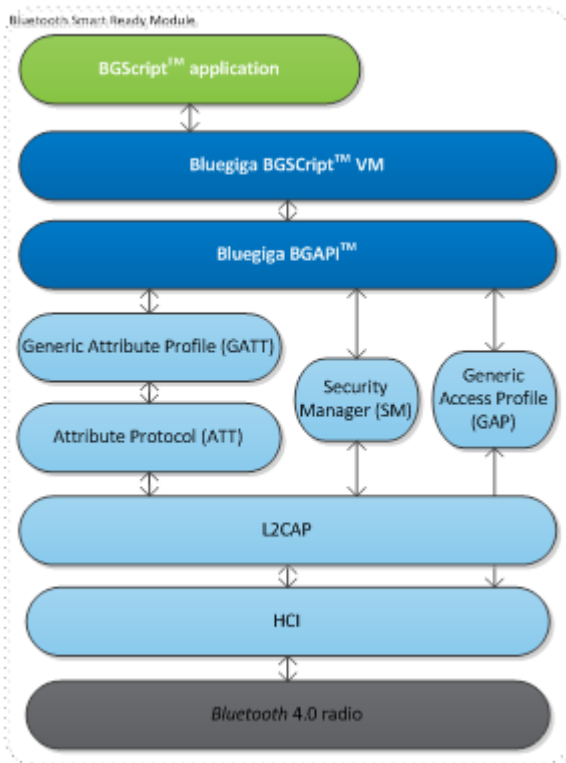 Bluetooth Smart Ready Module
BGScript™ application
Bluegiga BGSCript™ VM
Bluegiga BGAPI™
Generic Attribute Profile (GATT)
Attribute Protocol (ATT)
Security
Manager (SM)
Generic
Access Profile
(GAP)
L2CAP
HCI
Bluetooth 4.0 radio